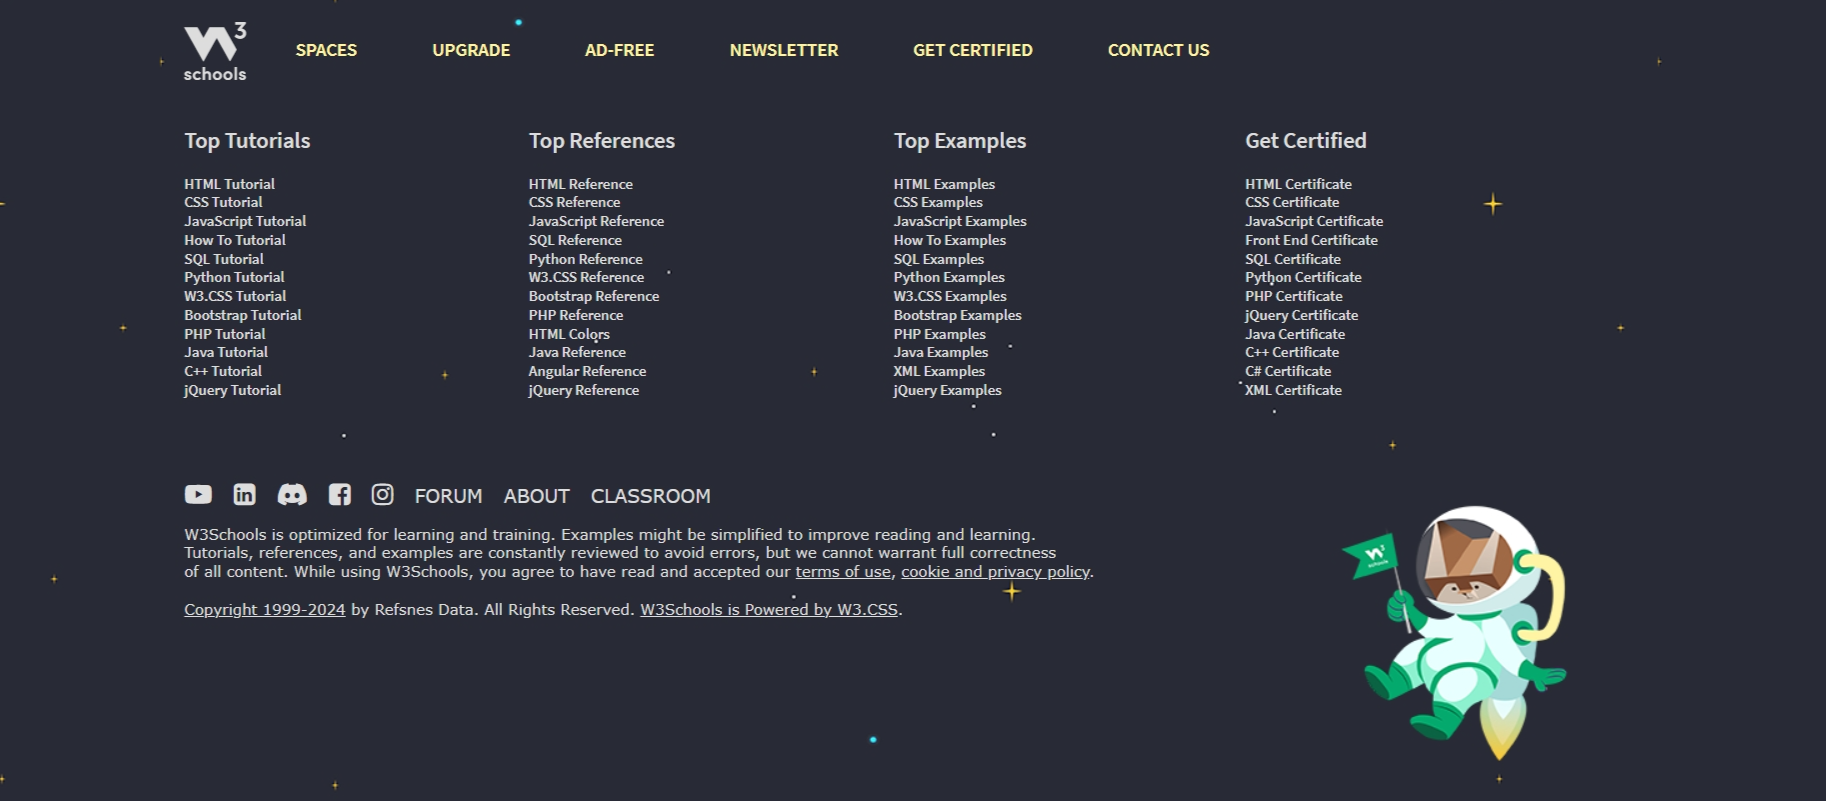 W3
schools
SPACES UPGRADE AD-FREE NEWSLETTER GET CERTIFIED CONTACT US
Top Tutorials
HTML Tutorial
CSS Tutorial
JavaScript Tutorial
How To Tutorial
SQL Tutorial
Python Tutorial
W3.CSS Tutorial
Bootstrap Tutorial
PHP Tutorial
Java Tutorial
C++ Tutorial
jQuery Tutorial
Top References
HTML Reference
CSS Reference
JavaScript Reference
SQL Reference
Python Reference
W3.CSS Reference
Bootstrap Reference
PHP Reference
HTML Colors
Java Reference
Angular Reference
jQuery Reference
Top Examples
HTML Examples
CSS Examples
JavaScript Examples
How To Examples
SQL Examples
Python Examples
W3.CSS Examples
Bootstrap Examples
PHP Examples
Java Examples
XML Examples
jQuery Examples
Get Certified
HTML Certificate
CSS Certificate
JavaScript Certificate
Front End Certificate
SQL Certificate
Python Certificate
PHP Certificate
jQuery Certificate
Java Certificate
C++ Certificate
C# Certificate
XML Certificate
in FORUM ABOUT CLASSROOM
W3Schools is optimized for learning and training. Examples might be simplified to improve reading and learning.
Tutorials, references, and examples are constantly reviewed to avoid errors, but we cannot warrant full correctness
of all content. While using W3Schools, you agree to have read and accepted our terms of use, cookie and privacy policy.
Copyright 1999-2024 by Refsnes Data. All Rights Reserved. W3Schools is Powered by W3.CSS.
W3
schools